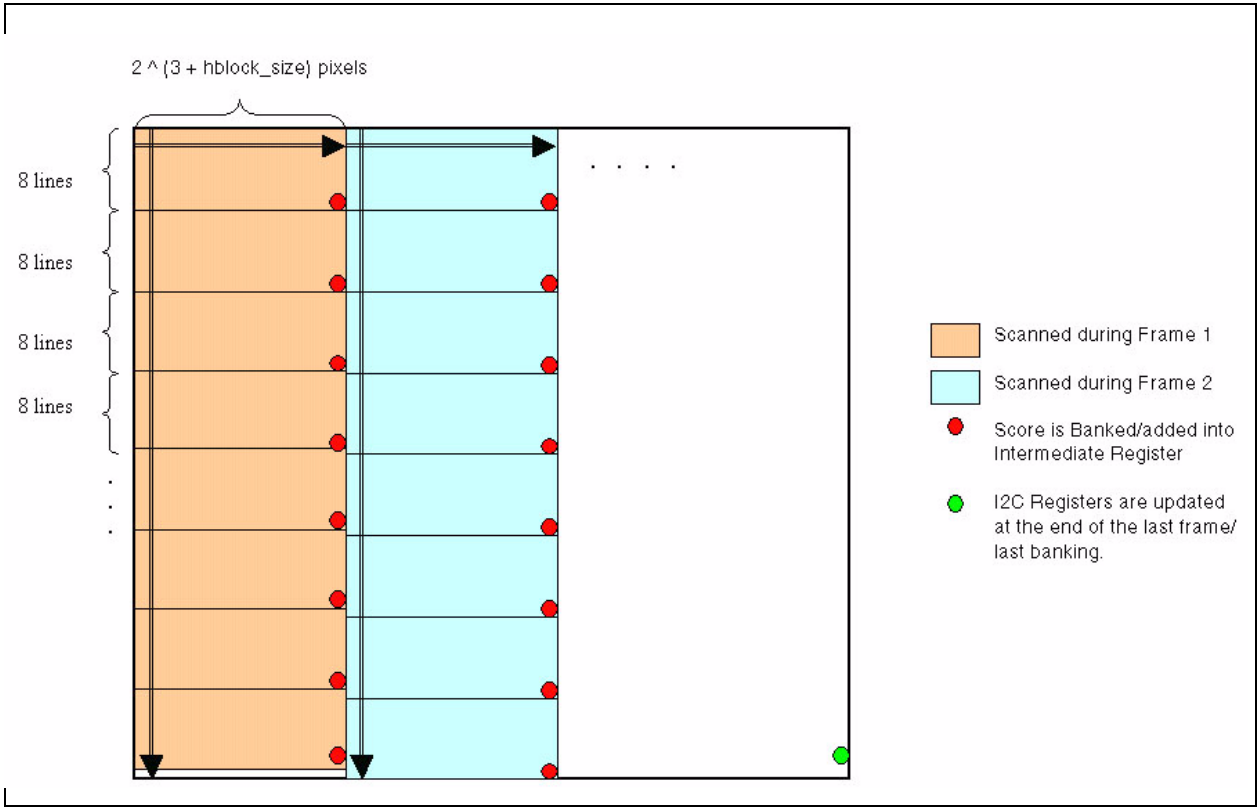 2 ^ (3 + hblock_size) pixels
8 lines
8 lines
8 lines
8 lines
. . .
. . . .
Scanned during Frame 1
Scanned during Frame 2
Score is Banked/added into
Intermediate Register
I2C Registers are updated
at the end of the last frame/
last banking.